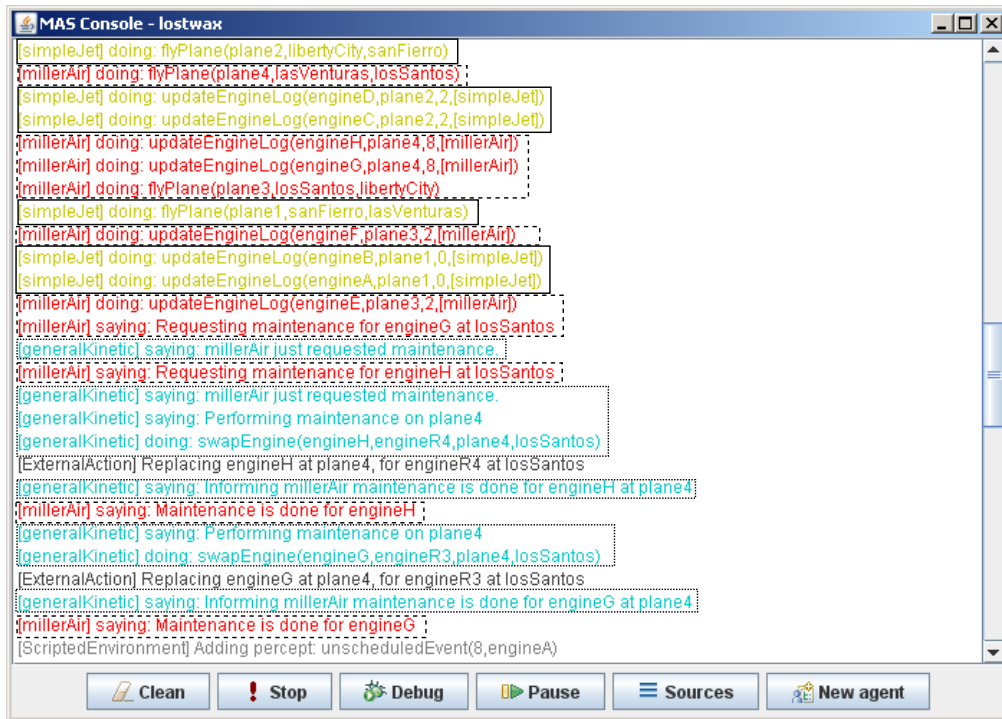 MAS Console - lostwax
[simpleJet] doing: flyPlane(plane2,libertyCity,sanFierro)
[millerAir] doing: flyPlane(plane4,lasVenturas,losSantos)
[simpleJet] doing: updateEngineLog(engineD,plane2,2,[simpleJet])
[simpleJet] doing: updateEngineLog(engineC,plane2,2,[simpleJet])
[millerAir] doing: updateEngineLog(engineH,plane4,8,[millerAir])
[millerAir] doing: updateEngineLog(engineG,plane4,8,[millerAir])
[millerAir] doing: flyPlane(plane3,losSantos,libertyCity)
[simpleJet] doing: flyPlane(plane1,sanFierro,lasVenturas)
[millerAir] doing: updateEngineLog(engineF,plane3,2,[millerAir])
[simpleJet] doing: updateEngineLog(engineB,plane1,0,[simpleJet])
[simpleJet] doing: updateEngineLog(engineA,plane1,0,[simpleJet])
[millerAir] doing: updateEngineLog(engineE,plane3,2,[millerAir])
[millerAir] saying: Requesting maintenance for engineG at losSantos
[generalKinetic] saying: millerAir just requested maintenance.
[millerAir] saying: Requesting maintenance for engineH at losSantos
[generalKinetic] saying: millerAir just requested maintenance.
[generalKinetic] saying: Performing maintenance on plane4
[generalKinetic] doing: swapEngine(engineH,engineR4,plane4,losSantos)
[ExternalAction] Replacing engineH at plane4, for engineR4 at losSantos
[generalKinetic] saying: Informing millerAir maintenance is done for engineH at plane4
[millerAir] saying: Maintenance is done for engineH
[generalKinetic] saying: Performing maintenance on plane4
[generalKinetic] doing: swapEngine(engineG,engineR3,plane4,losSantos)
[ExternalAction] Replacing engineG at plane4, for engineR3 at losSantos
[generalKinetic] saying: Informing millerAir maintenance is done for engineG at plane4
[millerAir] saying: Maintenance is done for engineG
[ScriptedEnvironment] Adding percept: unscheduledEvent(8,engineA)
Clean Stop Debug Pause Sources New agent